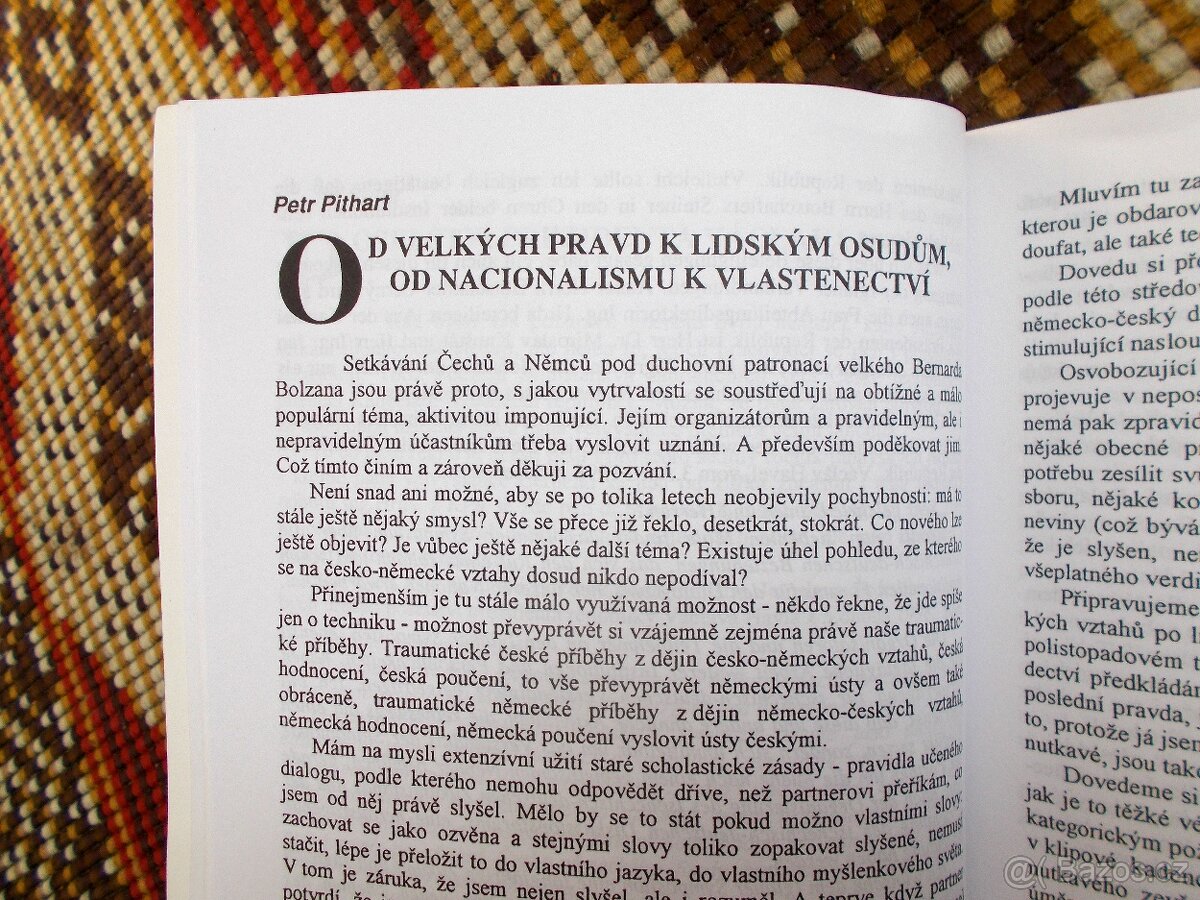 Petr Pithart
OD VELKÝCH PRAVD K LIDSKÝM OSUDŮM,
OD NACIONALISMU K VLASTENECTVÍ
Setkávání Čechů a Němců pod duchovní patronací velkého Bernarda
Bolzana jsou právě proto, s jakou vytrvalostí se soustřeďují na obtížné a málo
populární téma, aktivitou imponující. Jejím organizátorům a pravidelným, ale i
nepravidelným účastníkům třeba vyslovit uznání. A především poděkovat jim.
Což tímto činím a zároveň děkuji za pozvání.
Není snad ani možné, aby se po tolika letech neobjevily pochybnosti: má to
stále ještě nějaký smysl? Vše se přece již řeklo, desetkrát, stokrát. Co nového lze
ještě objevit? Je vůbec ještě nějaké další téma? Existuje úhel pohledu, ze kterého
se na česko-německé vztahy dosud nikdo nepodíval?
Přinejmenším je tu stále málo využívaná možnost - někdo řekne, že jde spíše
jen o techniku - možnost převyprávět si vzájemně zejména právě naše traumatic-
ké příběhy. Traumatické české příběhy z dějin česko-německých vztahů, česká
hodnocení, česká poučení, to vše převyprávět německými ústy a ovšem také
obráceně, traumatické německé příběhy z dějin německo-českých vztahů,
německá hodnocení, německá poučení vyslovit ústy českými.
Mám na mysli extenzívní užití staré scholastické zásady - pravidla učeného
dialogu, podle kterého nemohu odpovědět dříve, než partnerovi přeříkám, co
jsem od něj právě slyšel. Mělo by se to stát pokud možno vlastními slovy.
zachovat se jako ozvěna a stejnými slovy toliko zopakovat slyšené, nemusí
stačit, lépe je přeložit to do vlastního jazyka, do vlastního myšlenkového světa.
V tom je záruka, že jsem nejen slyšel, ale i rozuměl. A teprve když partner
potvrdí, že
Mluvím tu za
kterou je obdarov
doufat, ale také te
Dovedu si pře
podle této středov
německo-český d
stimulující naslou
Osvobozující
projevuje v nepos
nemá pak zpravid
nějaké obecné p
potřebu zesílit sv
sboru, nějaké ko
neviny (což bývá
že je slyšen, ne
všeplatného verdi
Připravujeme
kých vztahů po l
polistopadovém t
dectví předkládán
poslední pravda,
to, protože já jsem
nutkavé, jsou také
Dovedeme si
jak je to těžké vé
kategorickým pož
v klipové kadenc
nutkavého
Bazoš.cz